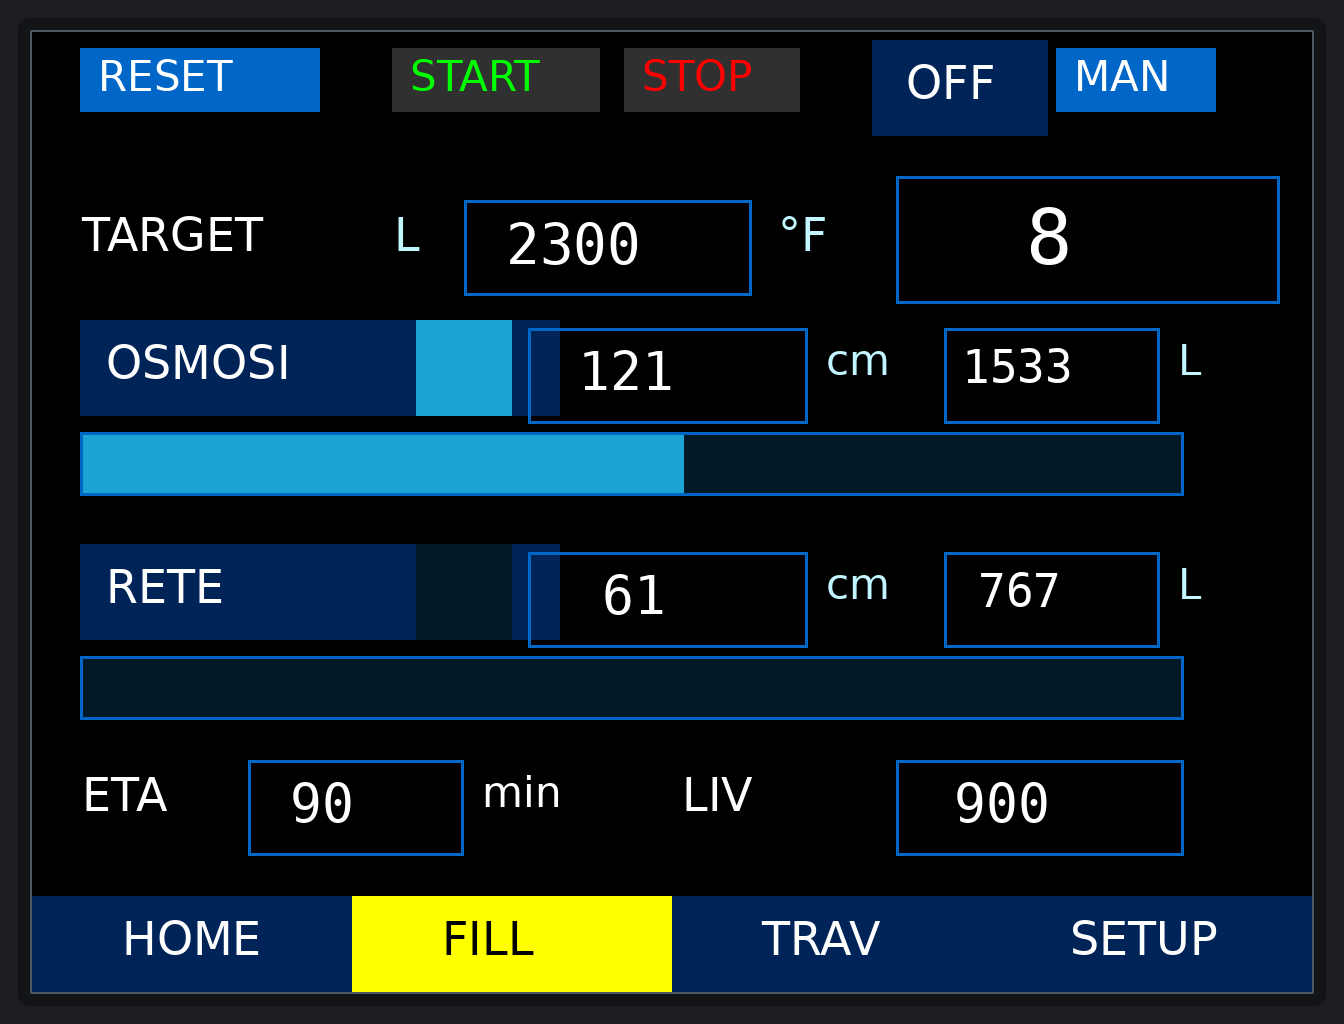 RESET START STOP OFF MAN
TARGET L 2300 °F 8
OSMOSI 121 cm 1533 L
RETE 61 cm 767 L
ETA 90 min LIV 900
HOME FILL TRAV SETUP